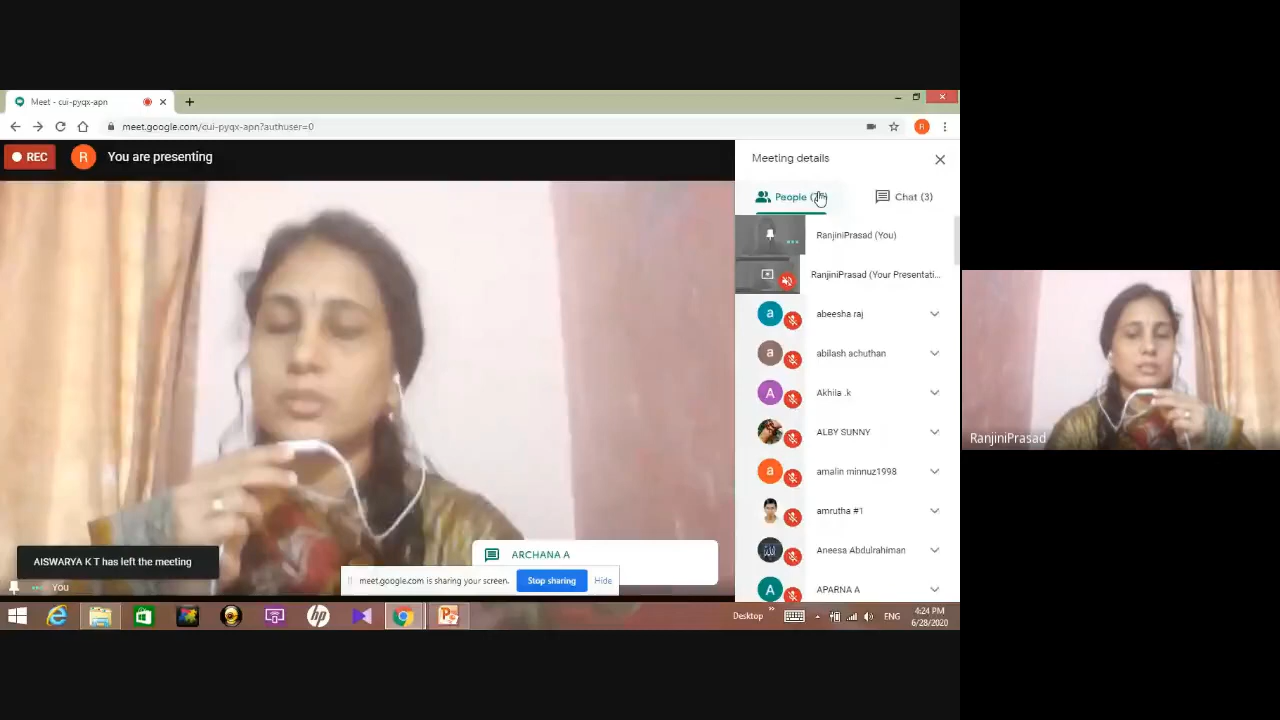 Meet - cui-pyqx-apn
meet.google.com/cui-pyqx-apn?authuser=0
R
REC
R
You are presenting
Meeting details
People
Chat (3)
RanjiniPrasad (You)
RanjiniPrasad (Your Presentati...
a
abeesha raj
a
abilash achuthan
A
Akhila .k
ALBY SUNNY
a
amalin minnuz1998
amrutha #1
Aneesa Abdulrahiman
A
APARNA A
RanjiniPrasad
ARCHANA A
AISWARYA K T has left the meeting
meet.google.com is sharing your screen.
Stop sharing
Hide
You
hp
Desktop
ENG
4:24 PM
6/28/2020